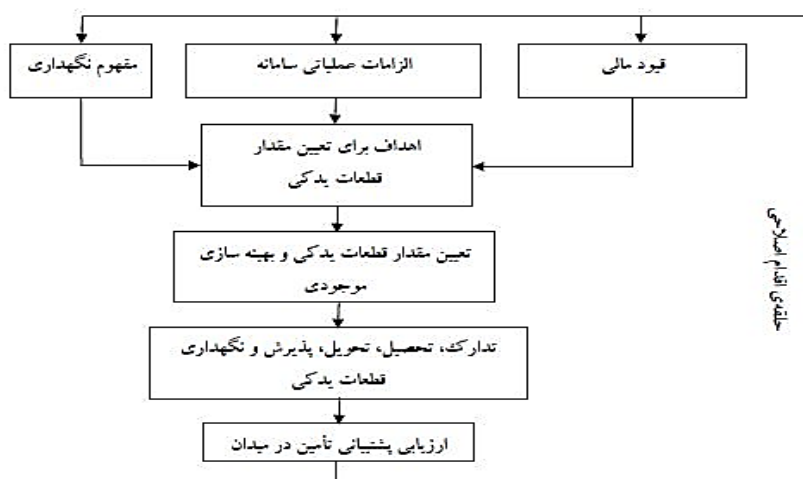 قیود مالی
الزامات عملیاتی سامانه
مفهوم نگهداری
اهداف برای تعیین مقدار
قطعات یدکی
تعیین مقدار قطعات یدکی و بهینه سازی
موجودی
تدارک، تحصیل، تحویل، پذیرش و نگهداری
قطعات یدکی
ارزیابی پشتیبانی تأمین در میدان
حلقه‌ی اقدام اصلاحی